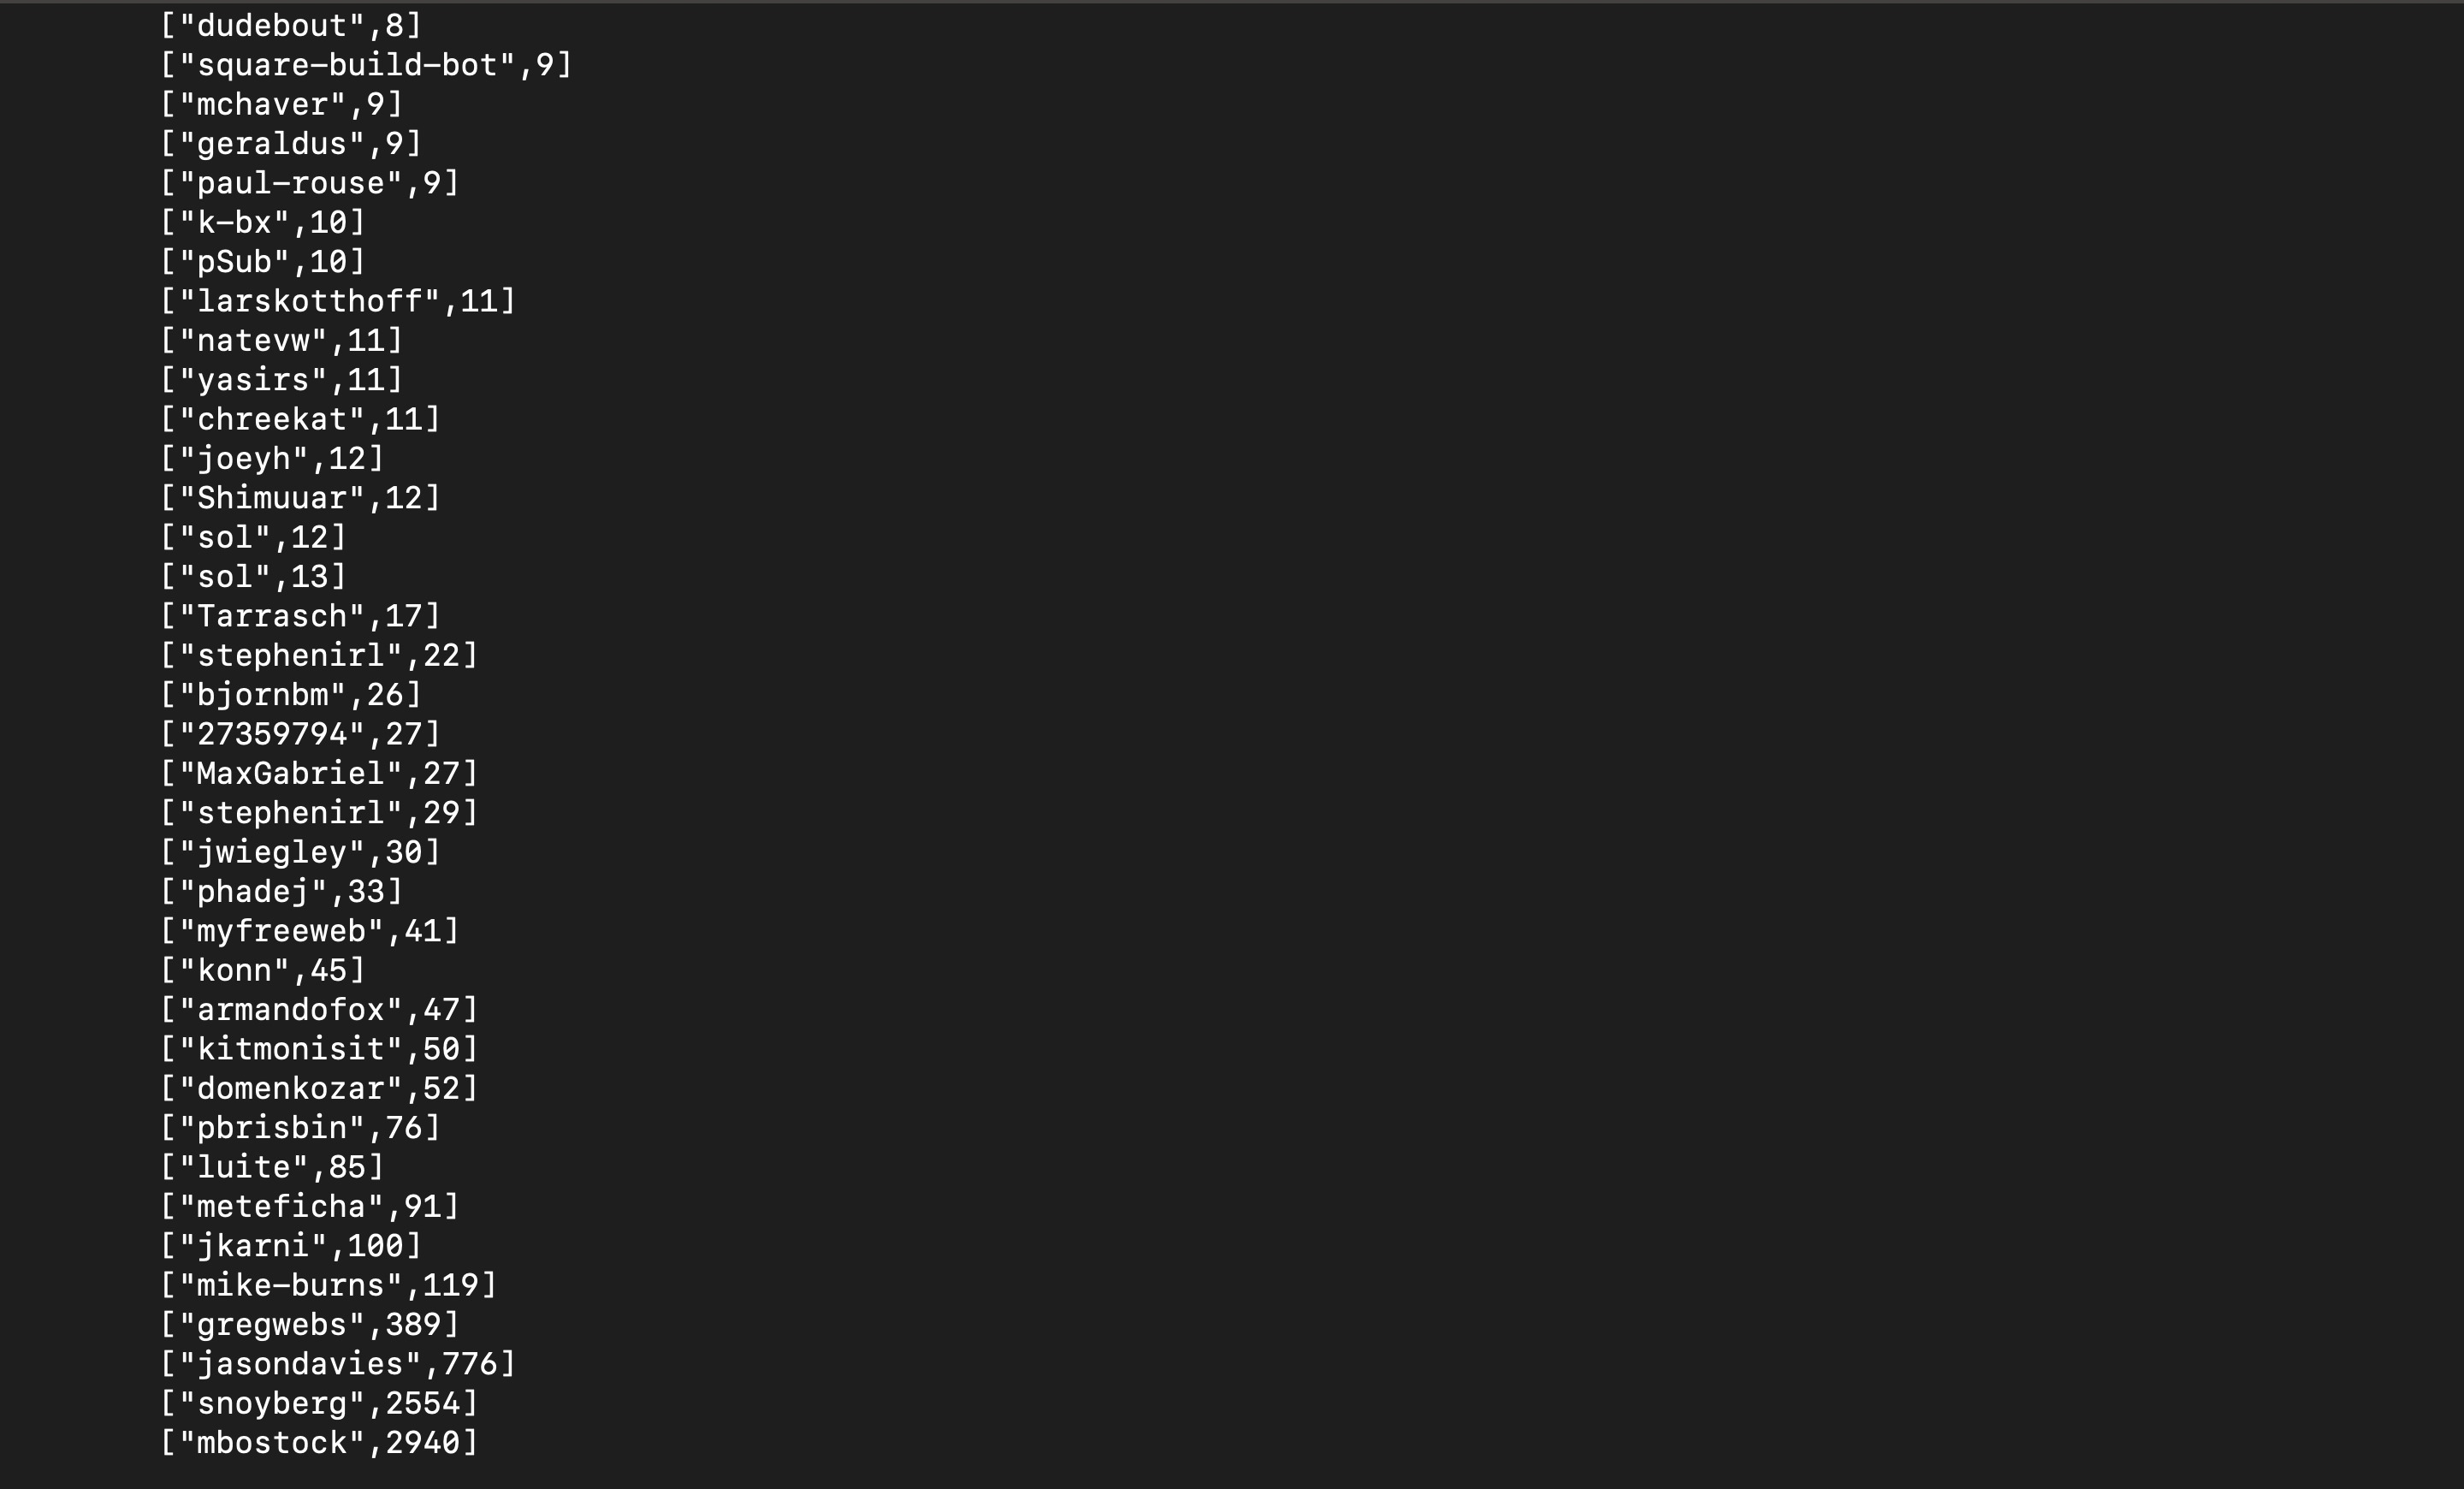 ["dudebout",8]
["square-build-bot",9]
["mchaver",9]
["geraldus",9]
["paul-rouse",9]
["k-bx",10]
["pSub",10]
["larskotthoff",11]
["natevw",11]
["yasirs",11]
["chreekat",11]
["joeyh",12]
["Shimuuar",12]
["sol",12]
["sol",13]
["Tarrasch",17]
["stephenirl",22]
["bjornbm",26]
["27359794",27]
["MaxGabriel",27]
["stephenirl",29]
["jwiegley",30]
["phadej",33]
["myfreeweb",41]
["konn",45]
["armandofox",47]
["kitmonisit",50]
["domenkozar",52]
["pbrisbin",76]
["luite",85]
["meteficha",91]
["jkarni",100]
["mike-burns",119]
["gregwebs",389]
["jasondavies",776]
["snoyberg",2554]
["mbostock",2940]